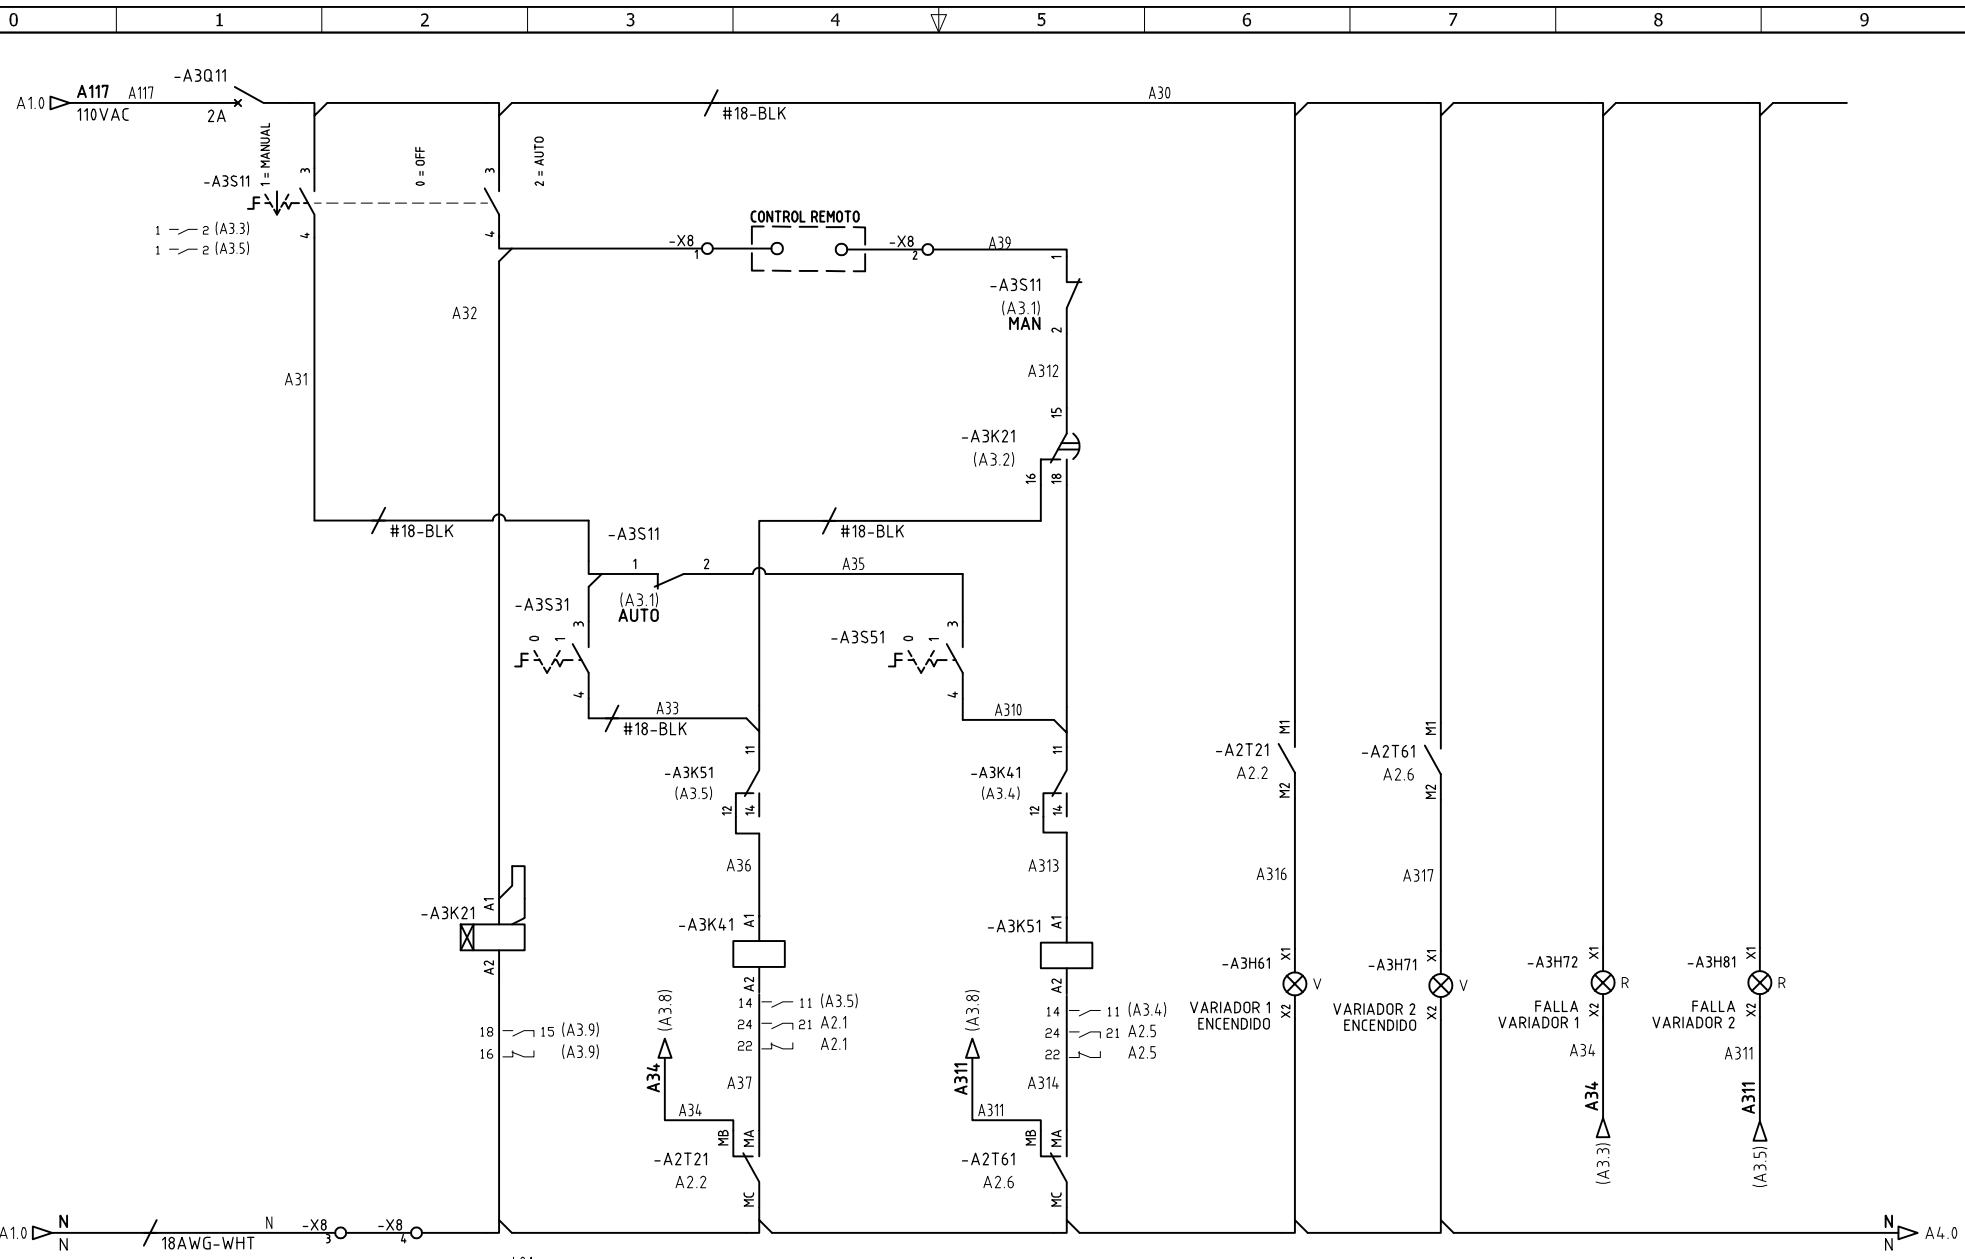 0 1 2 3 4 5 6 7 8 9
-A3Q11
A1.0 A117 A117
110VAC 2A
A30
#18-BLK
1 = MANUAL
0 = OFF
2 = AUTO
3
3
-A3S11
4
4
1 2 (A3.3)
1 2 (A3.5)
CONTROL REMOTO
-X8
1
-X8
2
A39
1
-A3S11
(A3.1)
MAN
2
A32
A31
A312
15
-A3K21
(A3.2)
16
18
#18-BLK
#18-BLK
-A3S11
1
2
A35
(A3.1)
AUTO
-A3S31
3
0
1
4
-A3S51
3
0
1
4
A33
#18-BLK
A310
11
-A3K51
(A3.5)
12
14
11
-A3K41
(A3.4)
12
14
M1
-A2T21
A2.2
M2
M1
-A2T61
A2.6
M2
A36
A313
A316
A317
A1
-A3K21
A2
A1
-A3K41
A2
A1
-A3K51
A2
X1
-A3H61
V
X2
VARIADOR 1
ENCENDIDO
X1
-A3H71
V
X2
VARIADOR 2
ENCENDIDO
X1
-A3H72
R
X2
FALLA
VARIADOR 1
X1
-A3H81
R
X2
FALLA
VARIADOR 2
18 15 (A3.9)
16 (A3.9)
(A3.8)
14 11 (A3.5)
24 21 A2.1
22 A2.1
(A3.8)
14 11 (A3.4)
24 21 A2.5
22 A2.5
A34
A37
A34
A311
A314
A311
A34
A34
(A3.3)
A311
A311
(A3.5)
MB
MA
-A2T21
A2.2
MC
MB
MA
-A2T61
A2.6
MC
A1.0 N
N
18AWG-WHT
N
-X8
3
-X8
4
N
N
A4.0